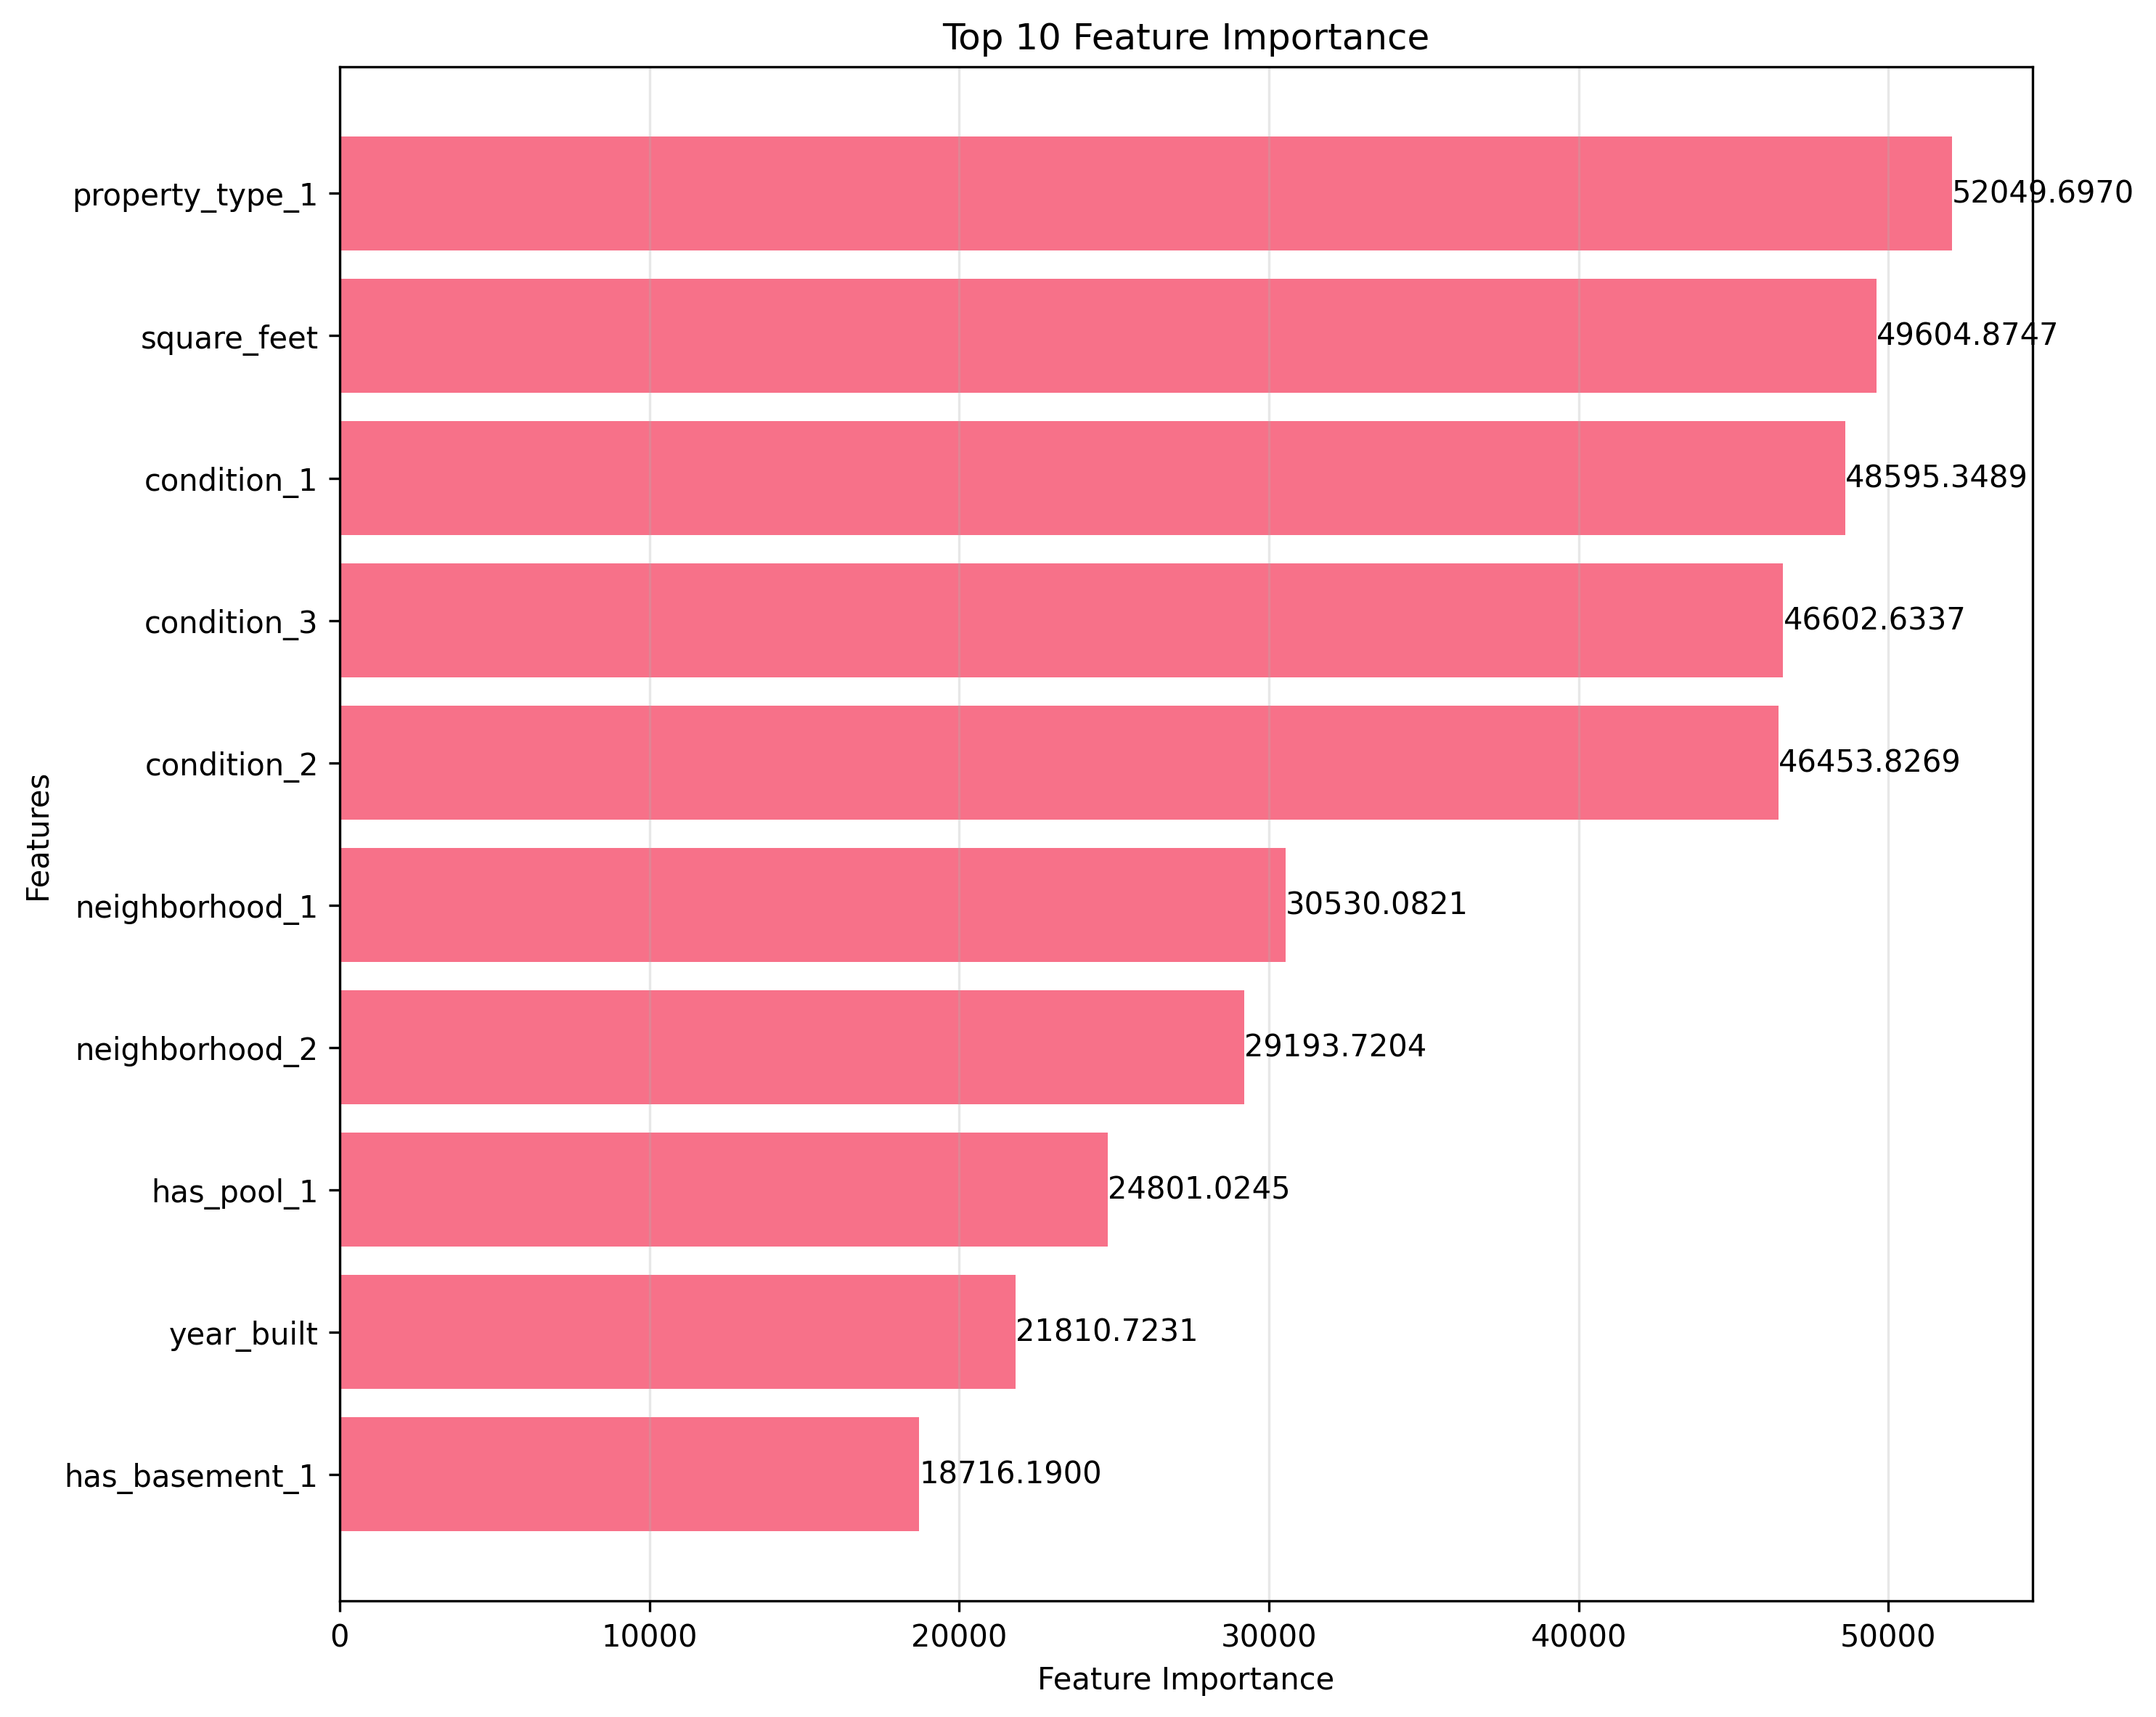 Top 10 Feature Importance
property_type_1 52049.6970
square_feet 49604.8747
condition_1 48595.3489
condition_3 46602.6337
condition_2 46453.8269
neighborhood_1 30530.0821
neighborhood_2 29193.7204
has_pool_1 24801.0245
year_built 21810.7231
has_basement_1 18716.1900
Features
0 10000 20000 30000 40000 50000
Feature Importance